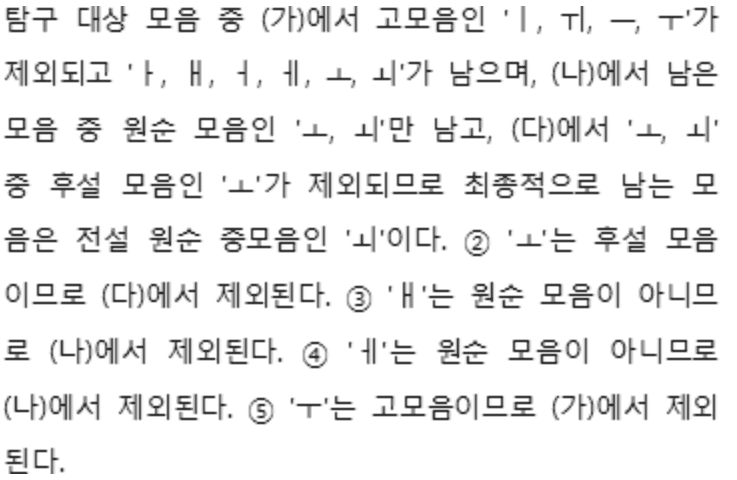 탐구 대상 모음 중 (가)에서 고모음인 'ㅣ, ㅟ, ㅡ, ㅜ'가
제외되고 'ㅏ, ㅐ, ㅓ, ㅔ, ㅗ, ㅚ'가 남으며, (나)에서 남은
모음 중 원순 모음인 'ㅗ, ㅚ'만 남고, (다)에서 'ㅗ, ㅚ'
중 후설 모음인 'ㅗ'가 제외되므로 최종적으로 남는 모
음은 전설 원순 중모음인 'ㅚ'이다. ② 'ㅗ'는 후설 모음
이므로 (다)에서 제외된다. ③ 'ㅐ'는 원순 모음이 아니므
로 (나)에서 제외된다. ④ 'ㅔ'는 원순 모음이 아니므로
(나)에서 제외된다. ⑤ 'ㅜ'는 고모음이므로 (가)에서 제외
된다.